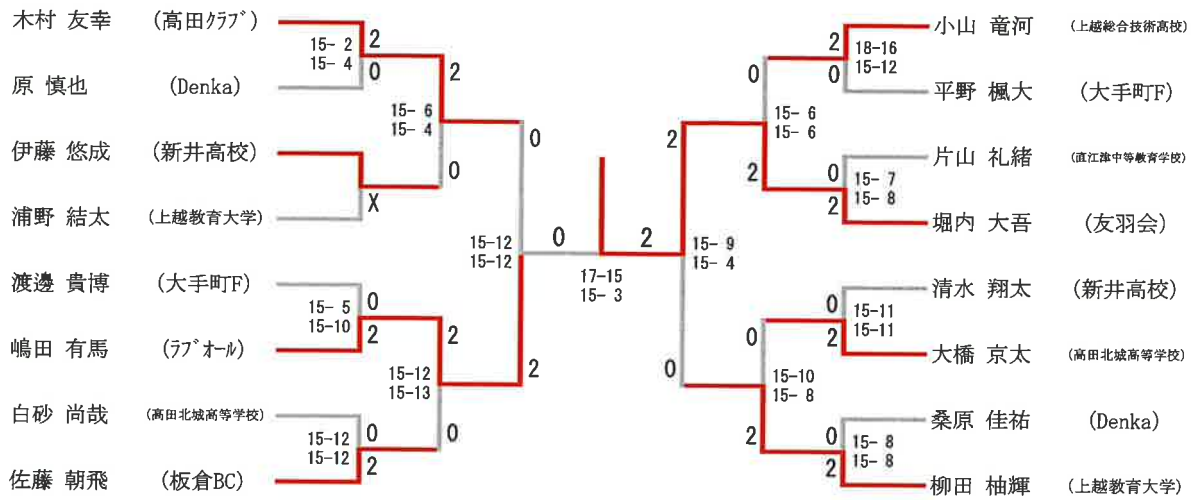 木村 友幸 (高田クラブ)
15- 2 2
15- 4 0
原 慎也 (Denka)
2
15- 6
15- 4
0
伊藤 悠成 (新井高校)
X
浦野 結太 (上越教育大学)
0
15-12
15-12
2
渡邊 貴博 (大手町F)
15- 5 0
15-10 2
嶋田 有馬 (ラブオール)
2
15-12
15-13
0
白砂 尚哉 (高田北城高等学校)
15-12 0
15-12 2
佐藤 朝飛 (板倉BC)
0 2
17-15
15- 3
小山 竜河 (上越総合技術高校)
2 18-16
0 15-12
平野 楓大 (大手町F)
0
15- 6
15- 6
2
片山 礼緒 (直江津中等教育学校)
0 15- 7
2 15- 8
堀内 大吾 (友羽会)
2
15- 9
15- 4
0
清水 翔太 (新井高校)
0 15-11
2 15-11
大橋 京太 (高田北城高等学校)
0
15-10
15- 8
2
桑原 佳祐 (Denka)
0 15- 8
2 15- 8
柳田 柚輝 (上越教育大学)